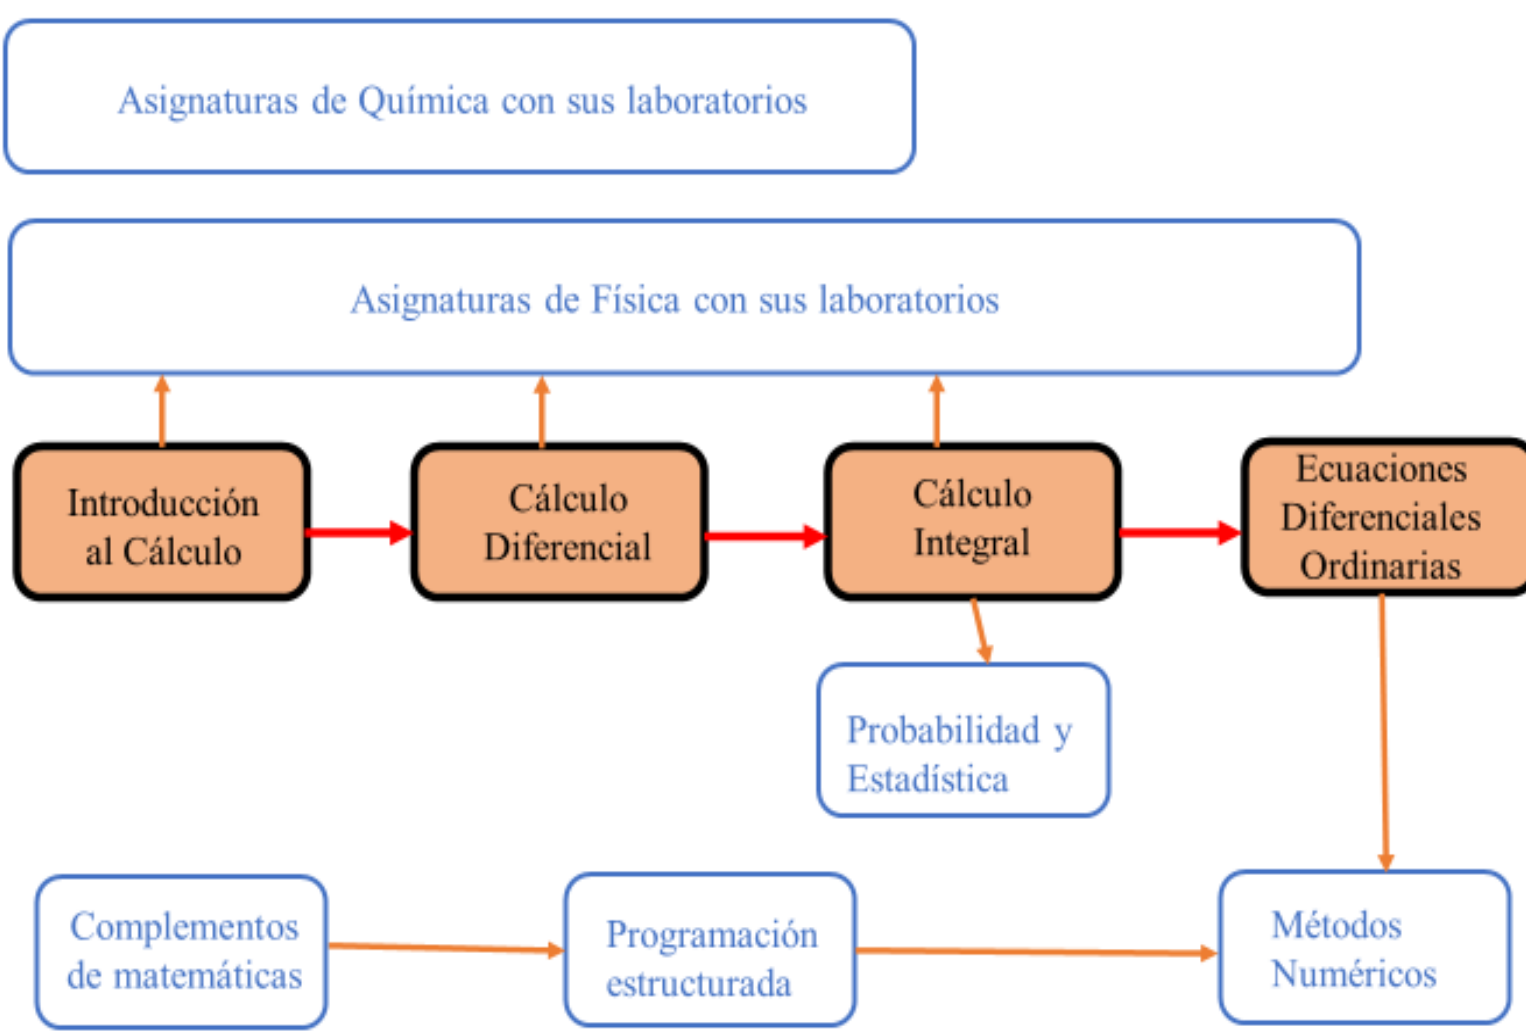 Asignaturas de Química con sus laboratorios
Asignaturas de Física con sus laboratorios
Introducción
al Cálculo
Cálculo
Diferencial
Cálculo
Integral
Ecuaciones
Diferenciales
Ordinarias
Probabilidad y
Estadística
Complementos
de matemáticas
Programación
estructurada
Métodos
Numéricos